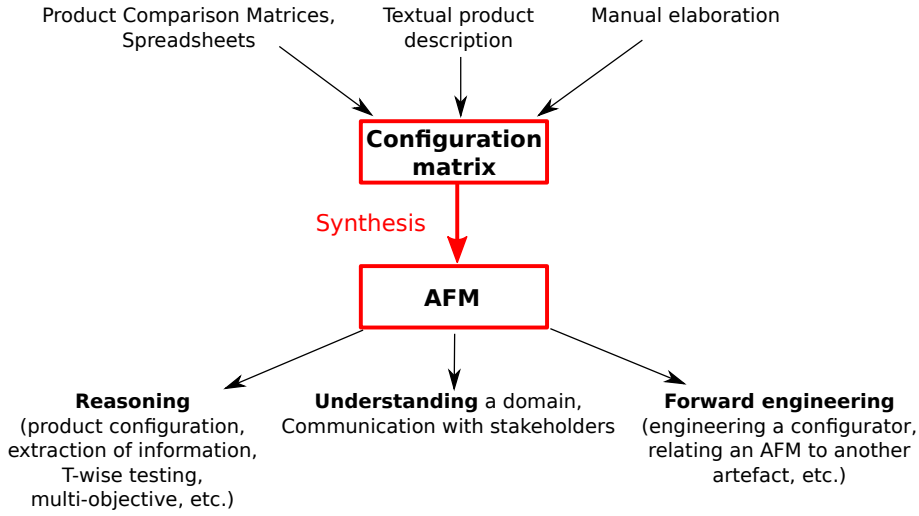 Product Comparison Matrices,
Spreadsheets
Textual product
description
Manual elaboration
Configuration
matrix
Synthesis
AFM
Reasoning
(product configuration,
extraction of information,
T-wise testing,
multi-objective, etc.)
Understanding a domain,
Communication with stakeholders
Forward engineering
(engineering a configurator,
relating an AFM to another
artefact, etc.)